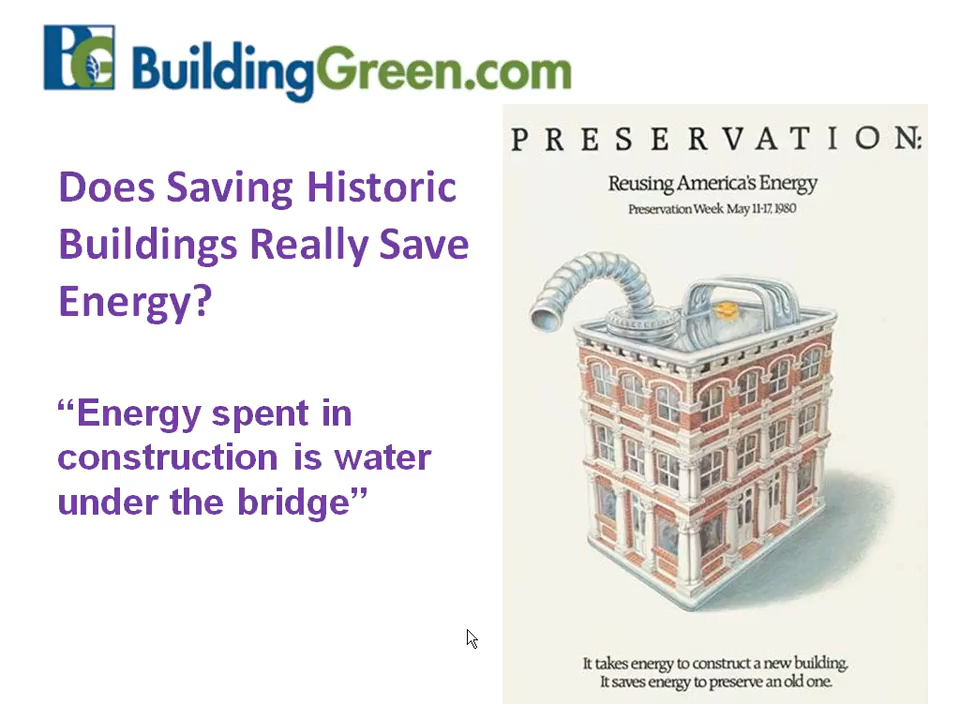 BuildingGreen.com
Does Saving Historic
Buildings Really Save
Energy?
“Energy spent in
construction is water
under the bridge”
PRESERVATION:
Reusing America's Energy
Preservation Week May 11-17, 1980
It takes energy to construct a new building.
It saves energy to preserve an old one.